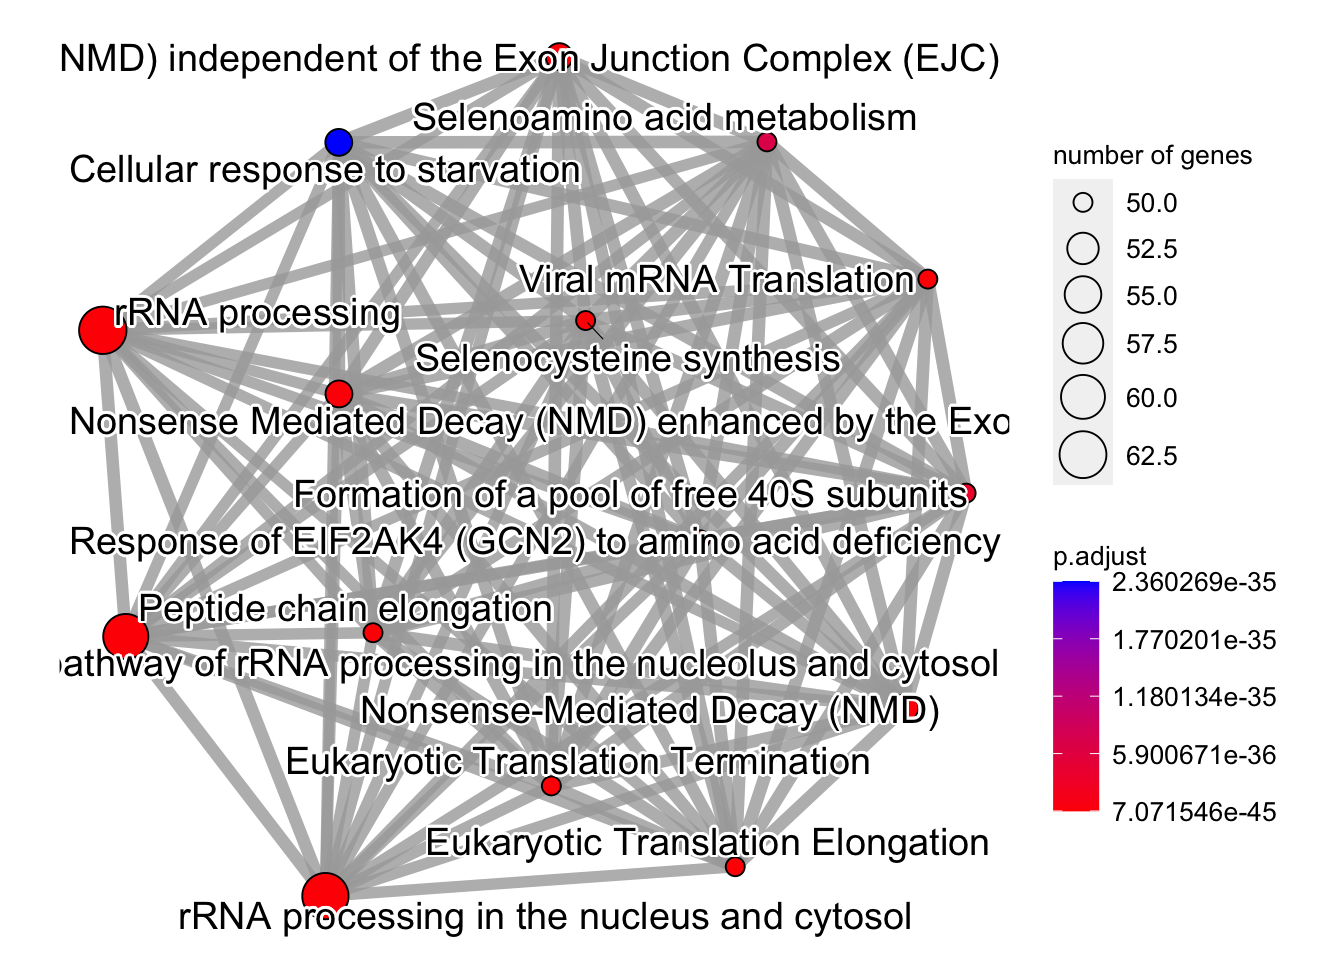 NMD) independent of the Exon Junction Complex (EJC)
Selenoamino acid metabolism
Cellular response to starvation
Viral mRNA Translation
rRNA processing
Selenocysteine synthesis
Nonsense Mediated Decay (NMD) enhanced by the Exo
Formation of a pool of free 40S subunits
Response of EIF2AK4 (GCN2) to amino acid deficiency
Peptide chain elongation
pathway of rRNA processing in the nucleolus and cytosol
Nonsense-Mediated Decay (NMD)
Eukaryotic Translation Termination
Eukaryotic Translation Elongation
rRNA processing in the nucleus and cytosol
number of genes
50.0
52.5
55.0
57.5
60.0
62.5
p.adjust
2.360269e-35
1.770201e-35
1.180134e-35
5.900671e-36
7.071546e-45